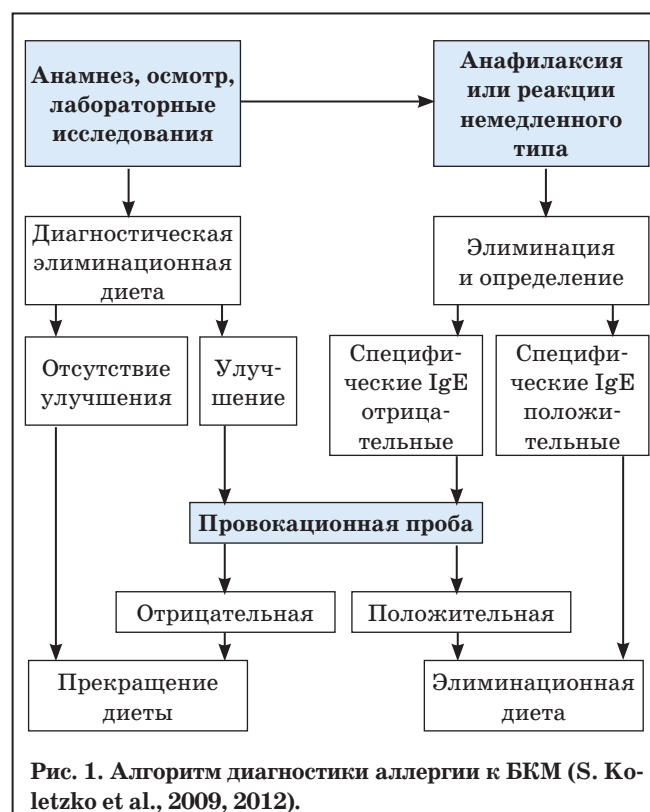 Анамнез, осмотр,
лабораторные
исследования
Анафилаксия
или реакции
немедленного
типа
Диагностическая
элиминационная
диета
Элиминация
и определение
Отсутствие
улучшения
Улуч-
шение
Специфи-
ческие IgE
отрица-
тельные
Специфи-
ческие IgE
положи-
тельные
Провокационная проба
Отрицательная
Положительная
Прекращение
диеты
Элиминационная
диета
Рис. 1. Алгоритм диагностики аллергии к БКМ (S. Ko-
letzko et al., 2009, 2012).